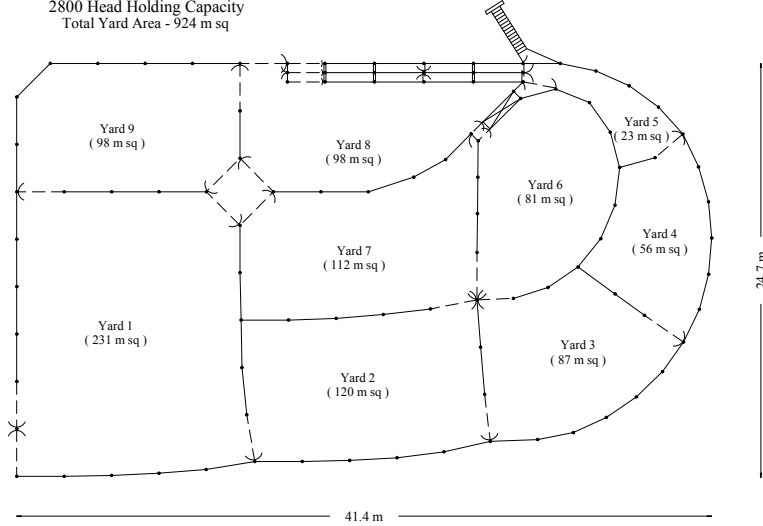 2800 Head Holding Capacity
Total Yard Area - 924 m sq
Yard 9
( 98 m sq )
Yard 8
( 98 m sq )
Yard 5
( 23 m sq )
Yard 6
( 81 m sq )
Yard 4
( 56 m sq )
Yard 7
( 112 m sq )
24.7 m
Yard 1
( 231 m sq )
Yard 3
( 87 m sq )
Yard 2
( 120 m sq )
41.4 m